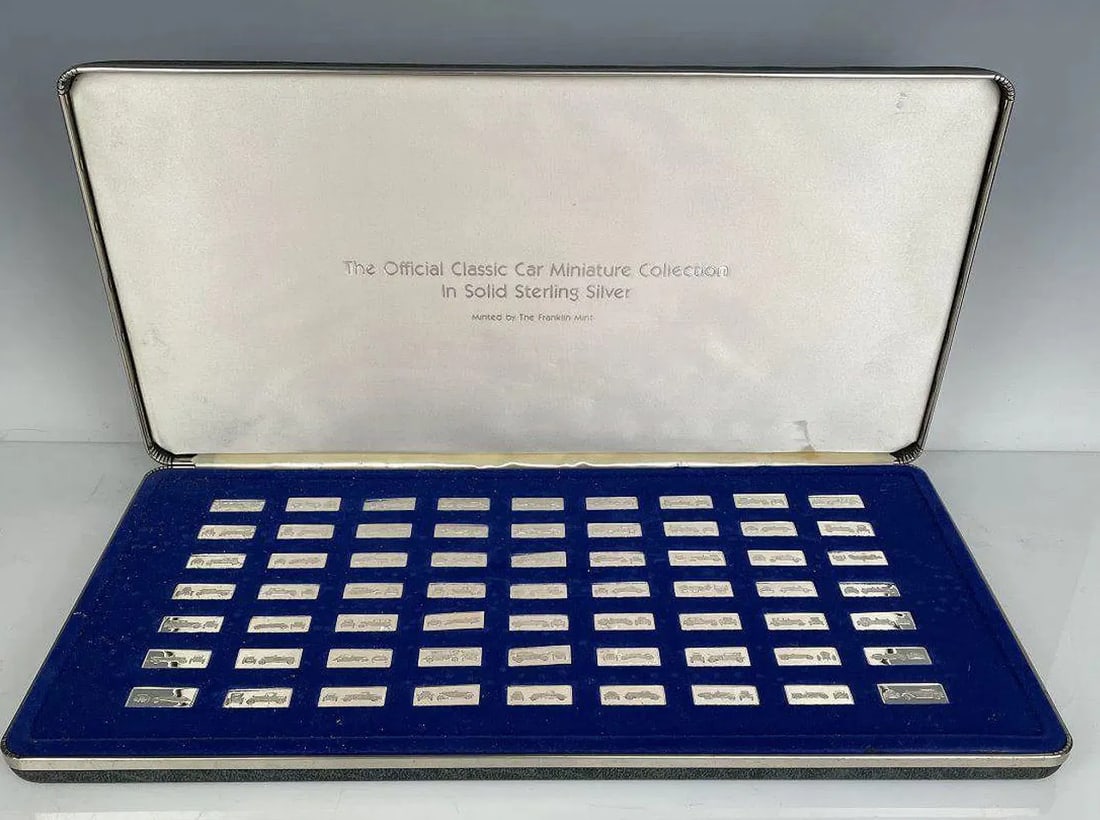 The Official Classic Car Miniature Collection
In Solid Sterling Silver
Minted by The Franklin Mint